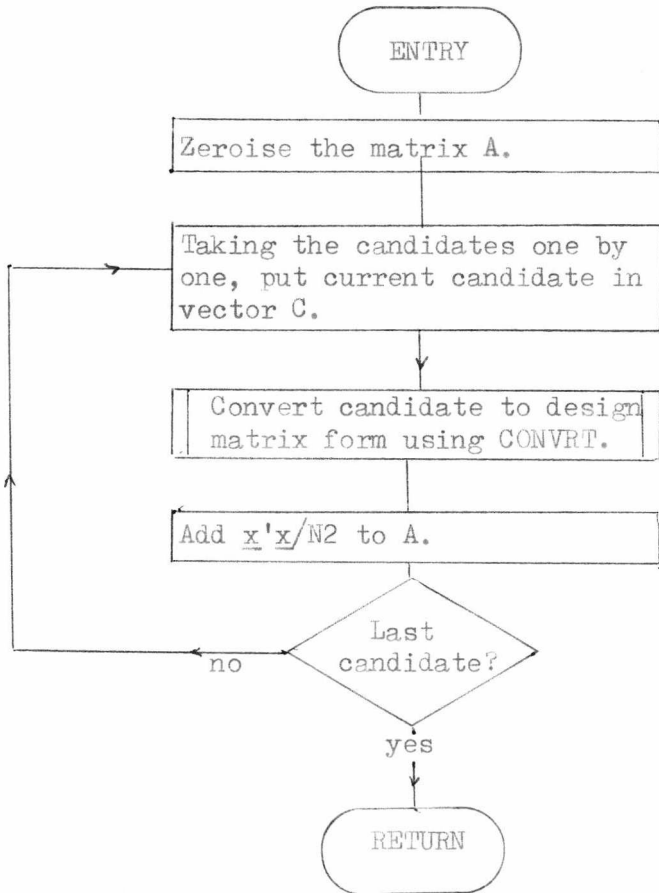 ENTRY
Zeroise the matrix A.
Taking the candidates one by
one, put current candidate in
vector C.
Convert candidate to design
matrix form using CONVRT.
Add x'x/N2 to A.
Last
candidate?
no
yes
RETURN